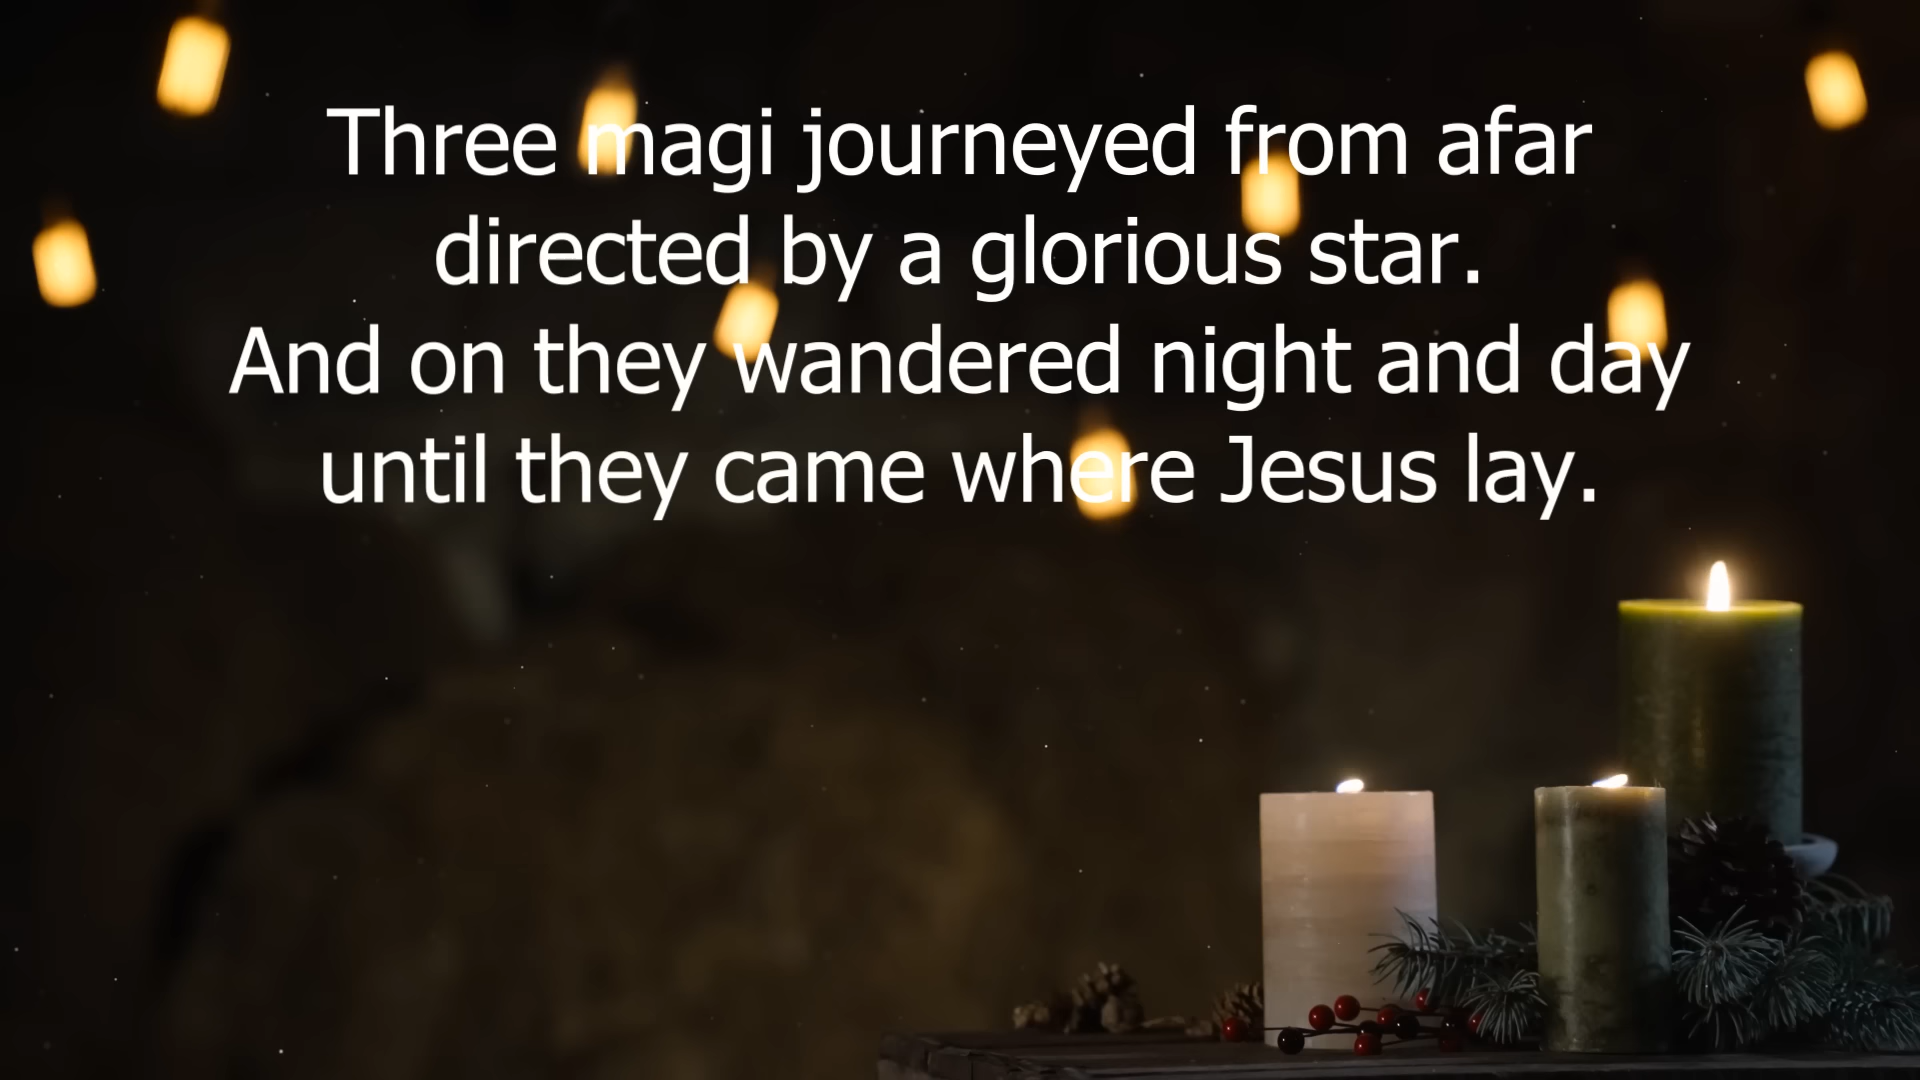 Three magi journeyed from afar
directed by a glorious star.
And on they wandered night and day
until they came where Jesus lay.